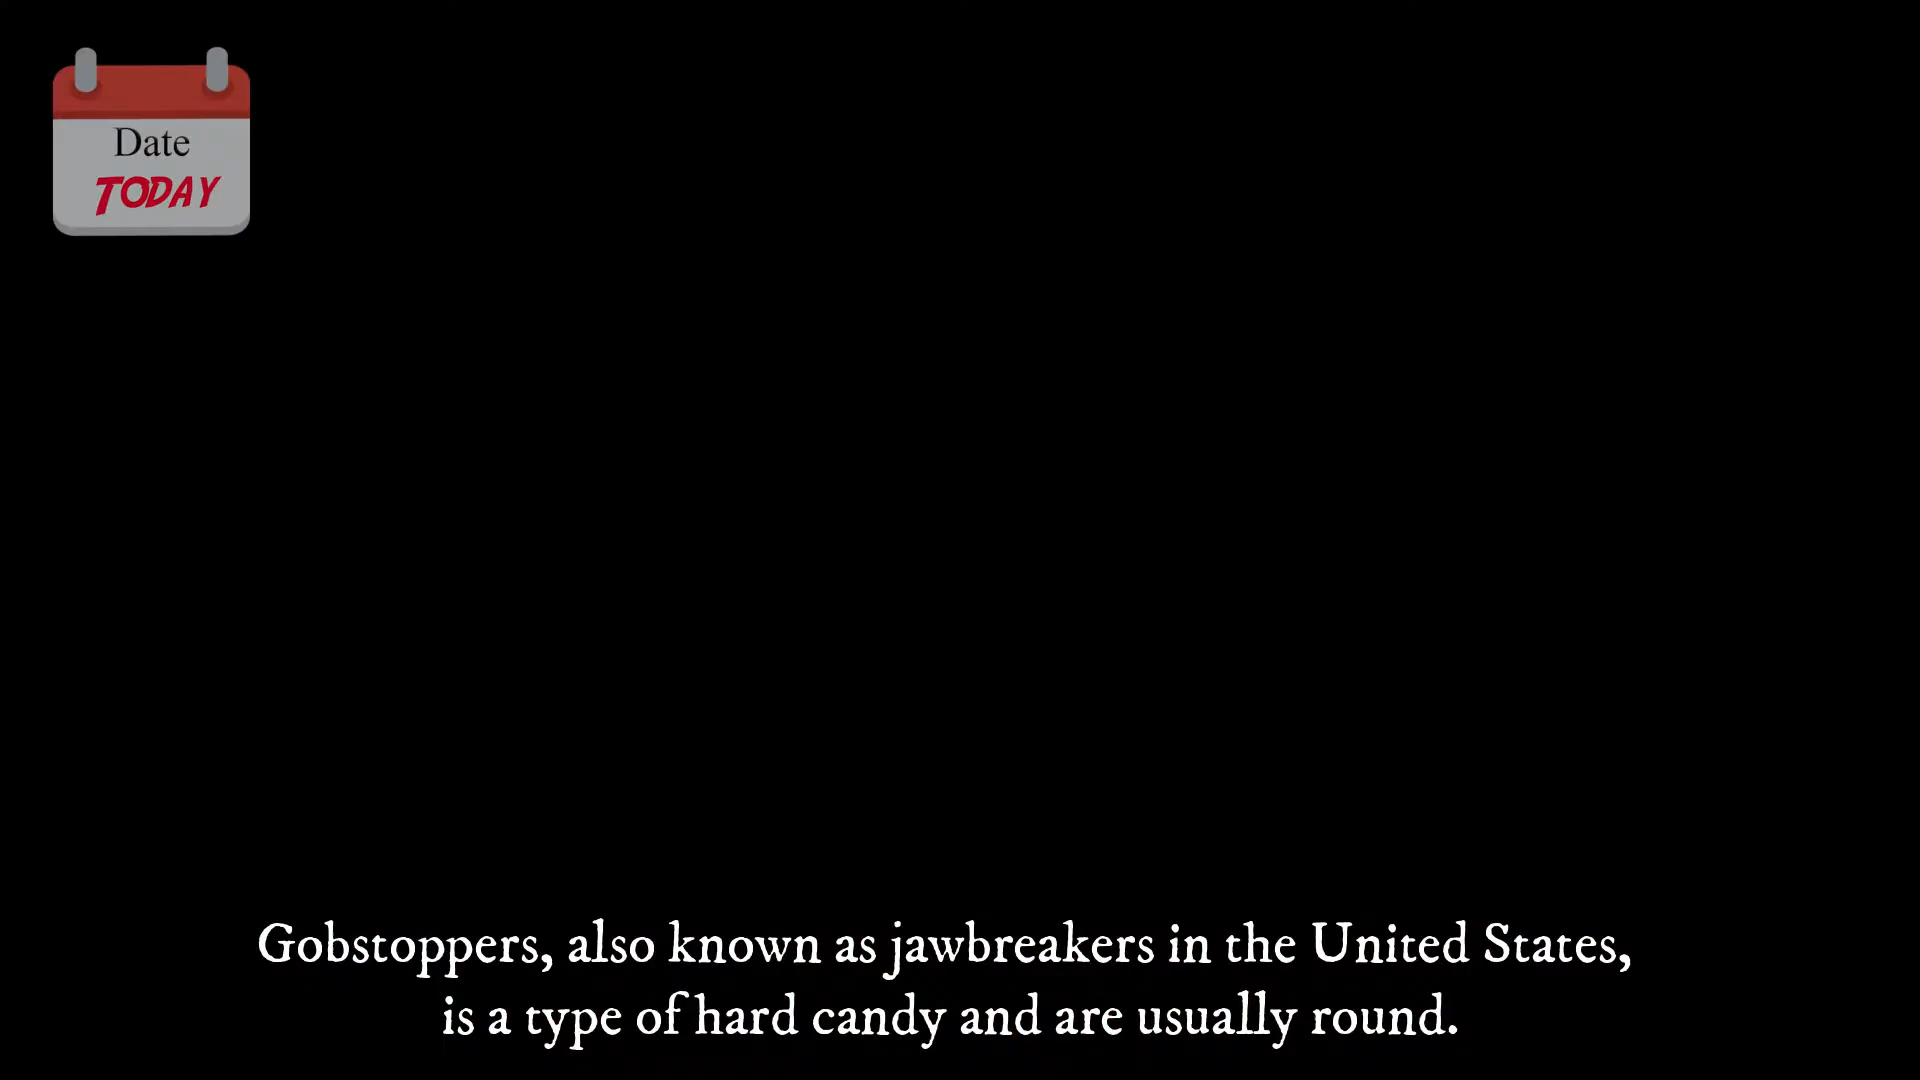 Date
TODAY
Gobstoppers, also known as jawbreakers in the United States,
is a type of hard candy and are usually round.